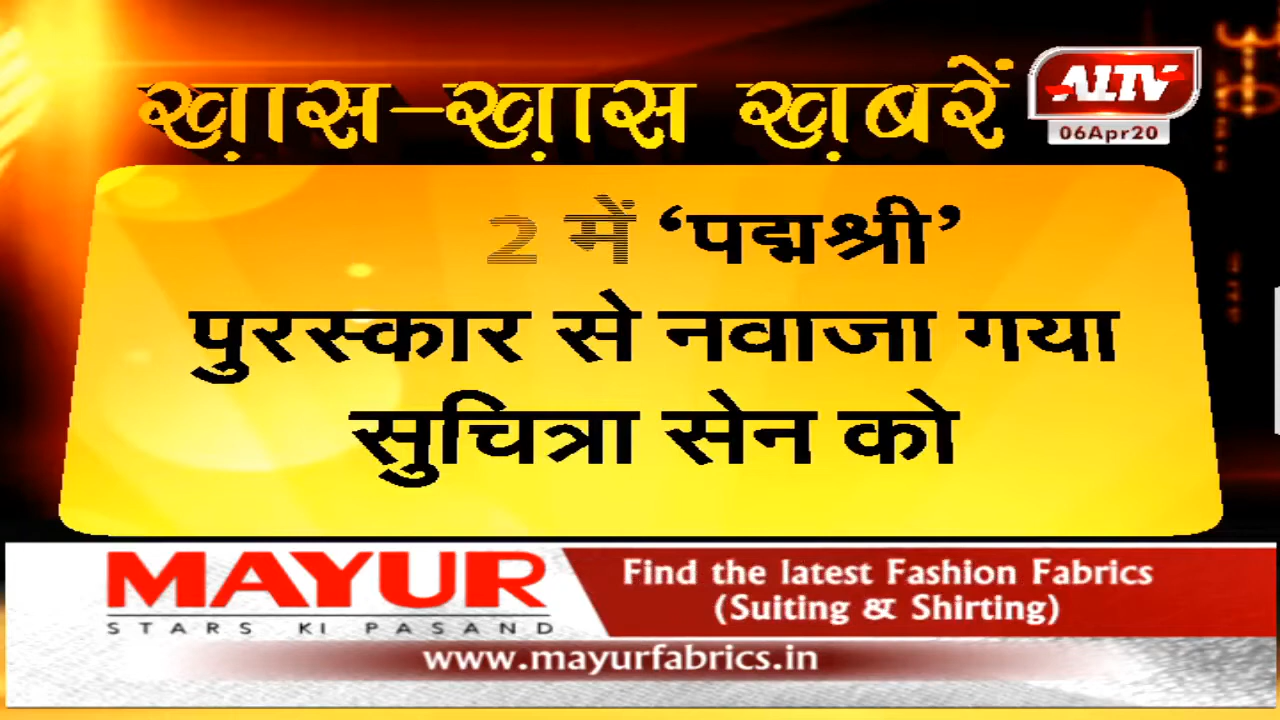 ख़ास-ख़ास ख़बरें
ALTV
06Apr20
2 में ‘पद्मश्री’
पुरस्कार से नवाजा गया
सुचित्रा सेन को
MAYUR
STARS KI PASAND
Find the latest Fashion Fabrics
(Suiting & Shirting)
www.mayurfabrics.in